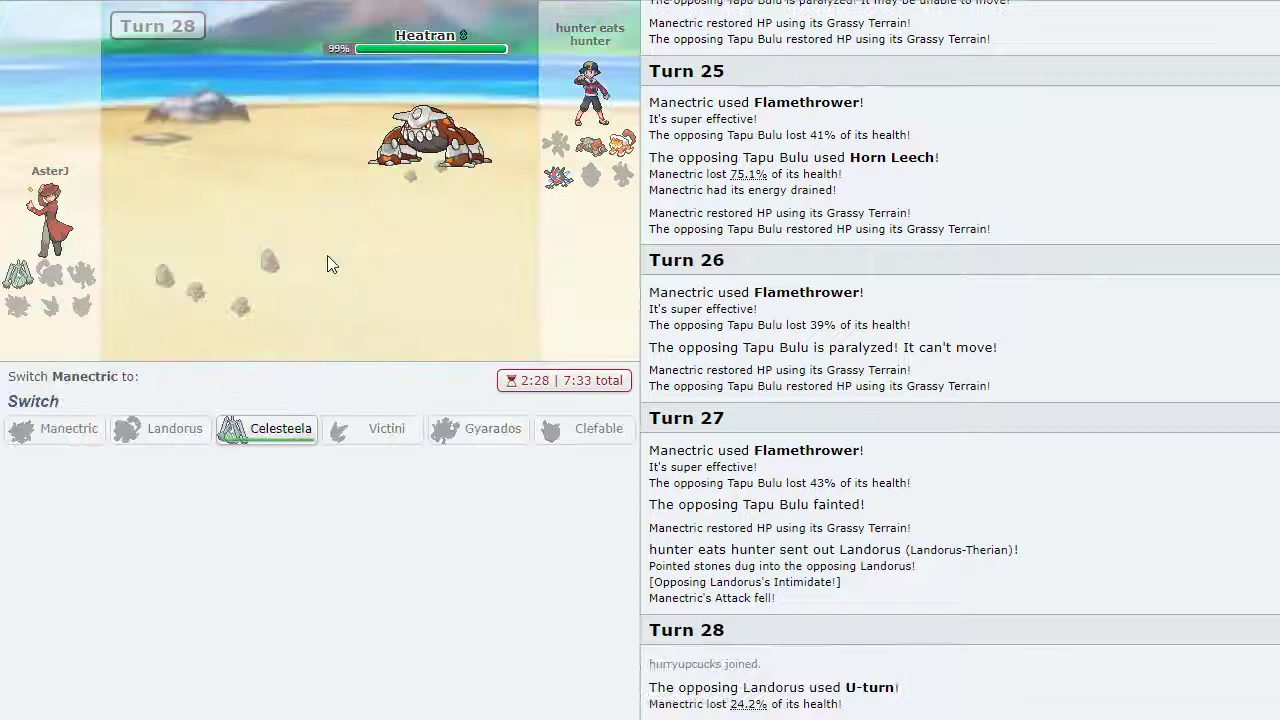 Turn 28
Heatran
99%
hunter eats
hunter
AsterJ
Switch Manectric to:
2:28 | 7:33 total
Switch
Manectric
Landorus
Celesteela
Victini
Gyarados
Clefable
Manectric restored HP using its Grassy Terrain!
The opposing Tapu Bulu restored HP using its Grassy Terrain!
Turn 25
Manectric used Flamethrower!
It's super effective!
The opposing Tapu Bulu lost 41% of its health!
The opposing Tapu Bulu used Horn Leech!
Manectric lost 75.1% of its health!
Manectric had its energy drained!
Manectric restored HP using its Grassy Terrain!
The opposing Tapu Bulu restored HP using its Grassy Terrain!
Turn 26
Manectric used Flamethrower!
It's super effective!
The opposing Tapu Bulu lost 39% of its health!
The opposing Tapu Bulu is paralyzed! It can't move!
Manectric restored HP using its Grassy Terrain!
The opposing Tapu Bulu restored HP using its Grassy Terrain!
Turn 27
Manectric used Flamethrower!
It's super effective!
The opposing Tapu Bulu lost 43% of its health!
The opposing Tapu Bulu fainted!
Manectric restored HP using its Grassy Terrain!
hunter eats hunter sent out Landorus (Landorus-Therian)!
Pointed stones dug into the opposing Landorus!
[Opposing Landorus's Intimidate!]
Manectric's Attack fell!
Turn 28
hurryupcucks joined.
The opposing Landorus used U-turn!
Manectric lost 24.2% of its health!